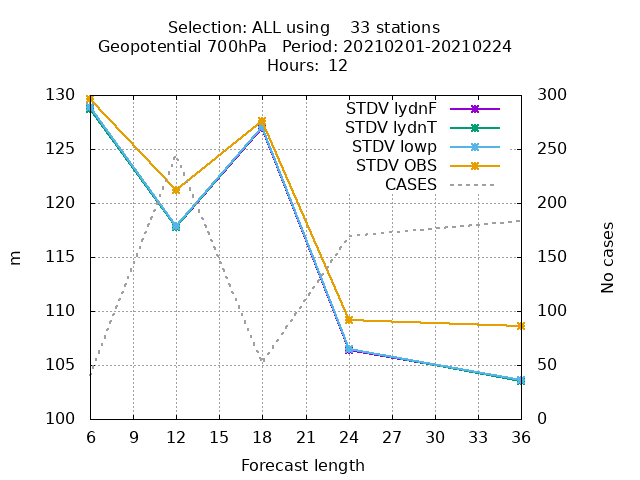 Selection: ALL using    33 stations
Geopotential 700hPa   Period: 20210201-20210224
Hours:  12
STDV lydnF
STDV lydnT
STDV lowp
STDV OBS
CASES
m
130
125
120
115
110
105
100
300
250
200
150
100
50
0
No cases
6 9 12 15 18 21 24 27 30 33 36
Forecast length